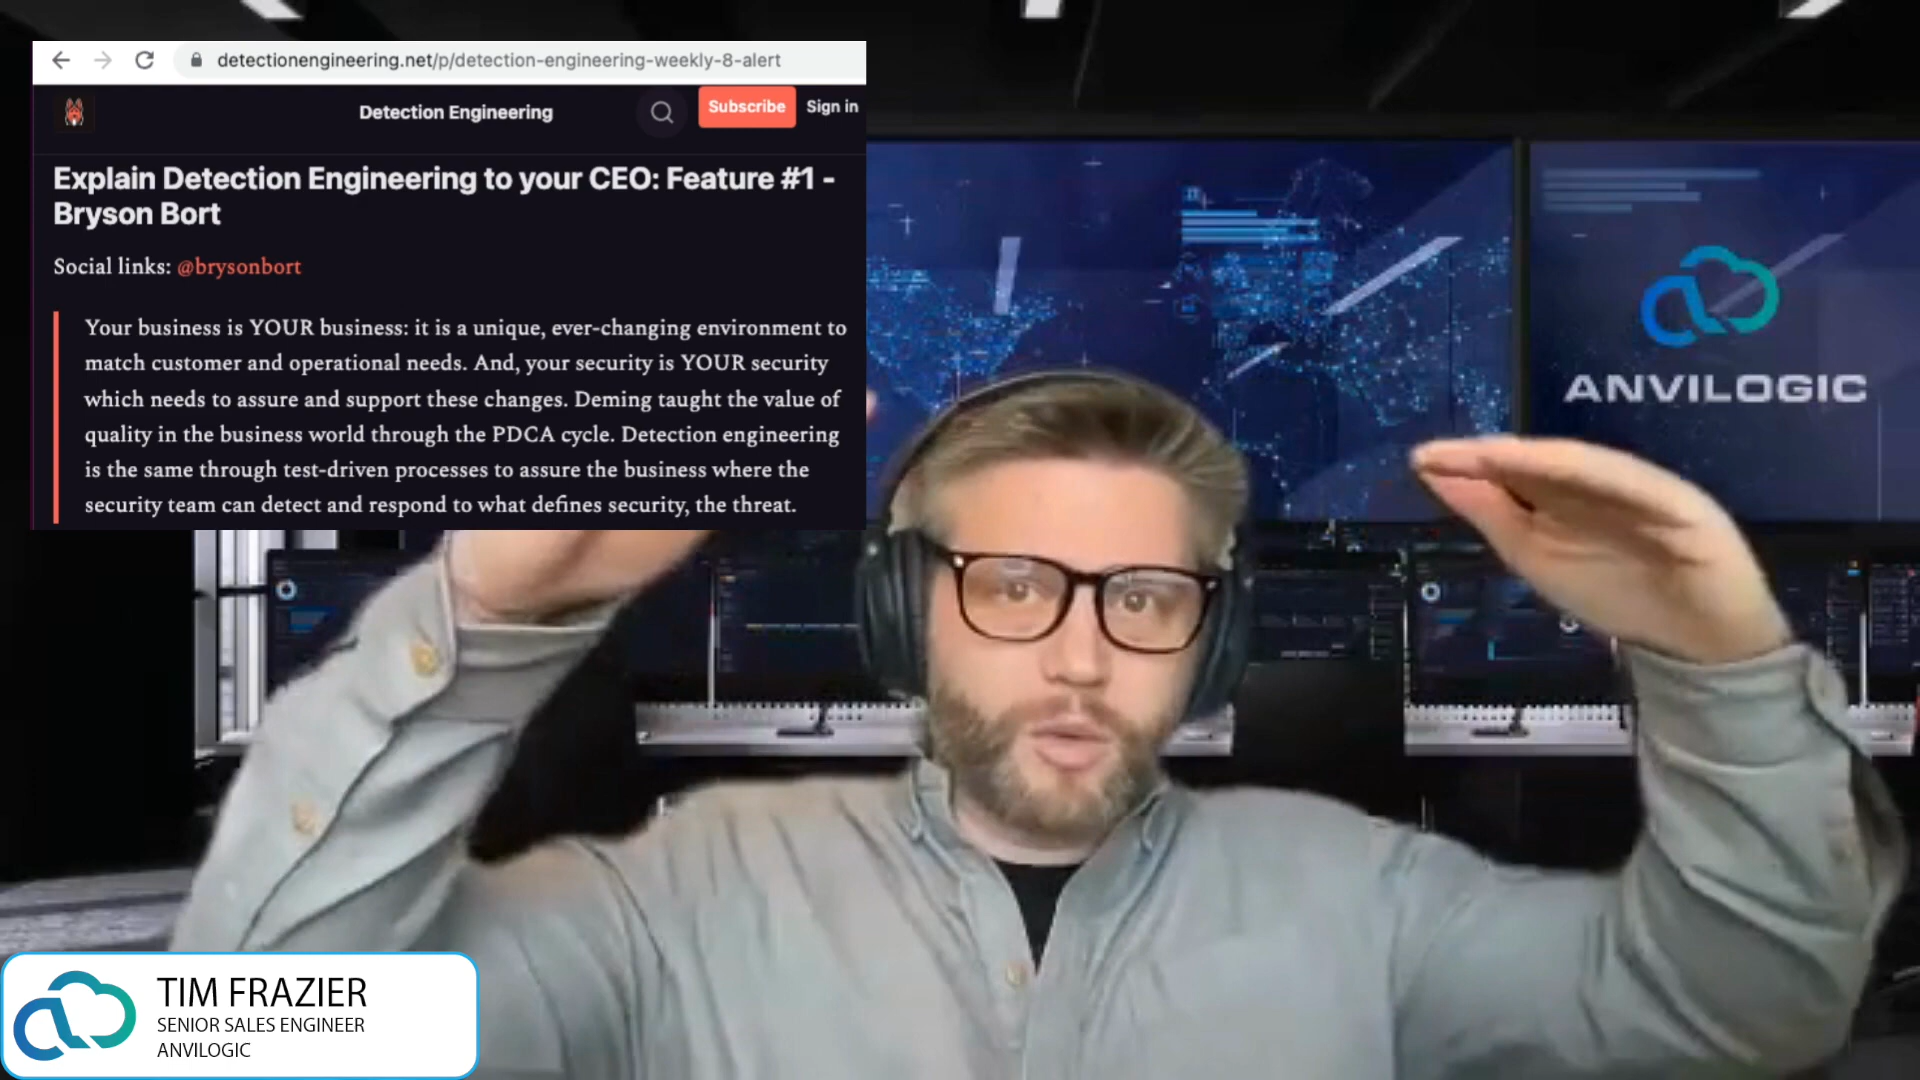 detectionengineering.net/p/detection-engineering-weekly-8-alert
Detection Engineering
Subscribe
Sign in
Explain Detection Engineering to your CEO: Feature #1 -
Bryson Bort
Social links: @brysonbort
Your business is YOUR business: it is a unique, ever-changing environment to
match customer and operational needs. And, your security is YOUR security
which needs to assure and support these changes. Deming taught the value of
quality in the business world through the PDCA cycle. Detection engineering
is the same through test-driven processes to assure the business where the
security team can detect and respond to what defines security, the threat.
ANVILOGIC
TIM FRAZIER
SENIOR SALES ENGINEER
ANVILOGIC